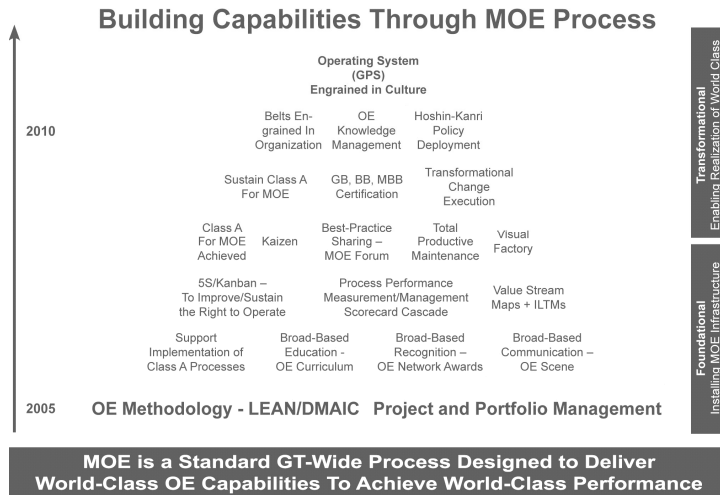 Building Capabilities Through MOE Process
Operating System
(GPS)
Engrained in Culture
2010
Belts En-
grained In
Organization
OE
Knowledge
Management
Hoshin-Kanri
Policy
Deployment
Sustain Class A
For MOE
GB, BB, MBB
Certification
Transformational
Change
Execution
Class A
For MOE
Achieved
Kaizen
Best-Practice
Sharing –
MOE Forum
Total
Productive
Maintenance
Visual
Factory
5S/Kanban –
To Improve/Sustain
the Right to Operate
Process Performance
Measurement/Management
Scorecard Cascade
Value Stream
Maps + ILTMs
Support
Implementation of
Class A Processes
Broad-Based
Education -
OE Curriculum
Broad-Based
Recognition –
OE Network Awards
Broad-Based
Communication –
OE Scene
2005
OE Methodology - LEAN/DMAIC Project and Portfolio Management
Transformational
Enabling Realization of World Class
Foundational
Installing MOE Infrastructure
MOE is a Standard GT-Wide Process Designed to Deliver
World-Class OE Capabilities To Achieve World-Class Performance